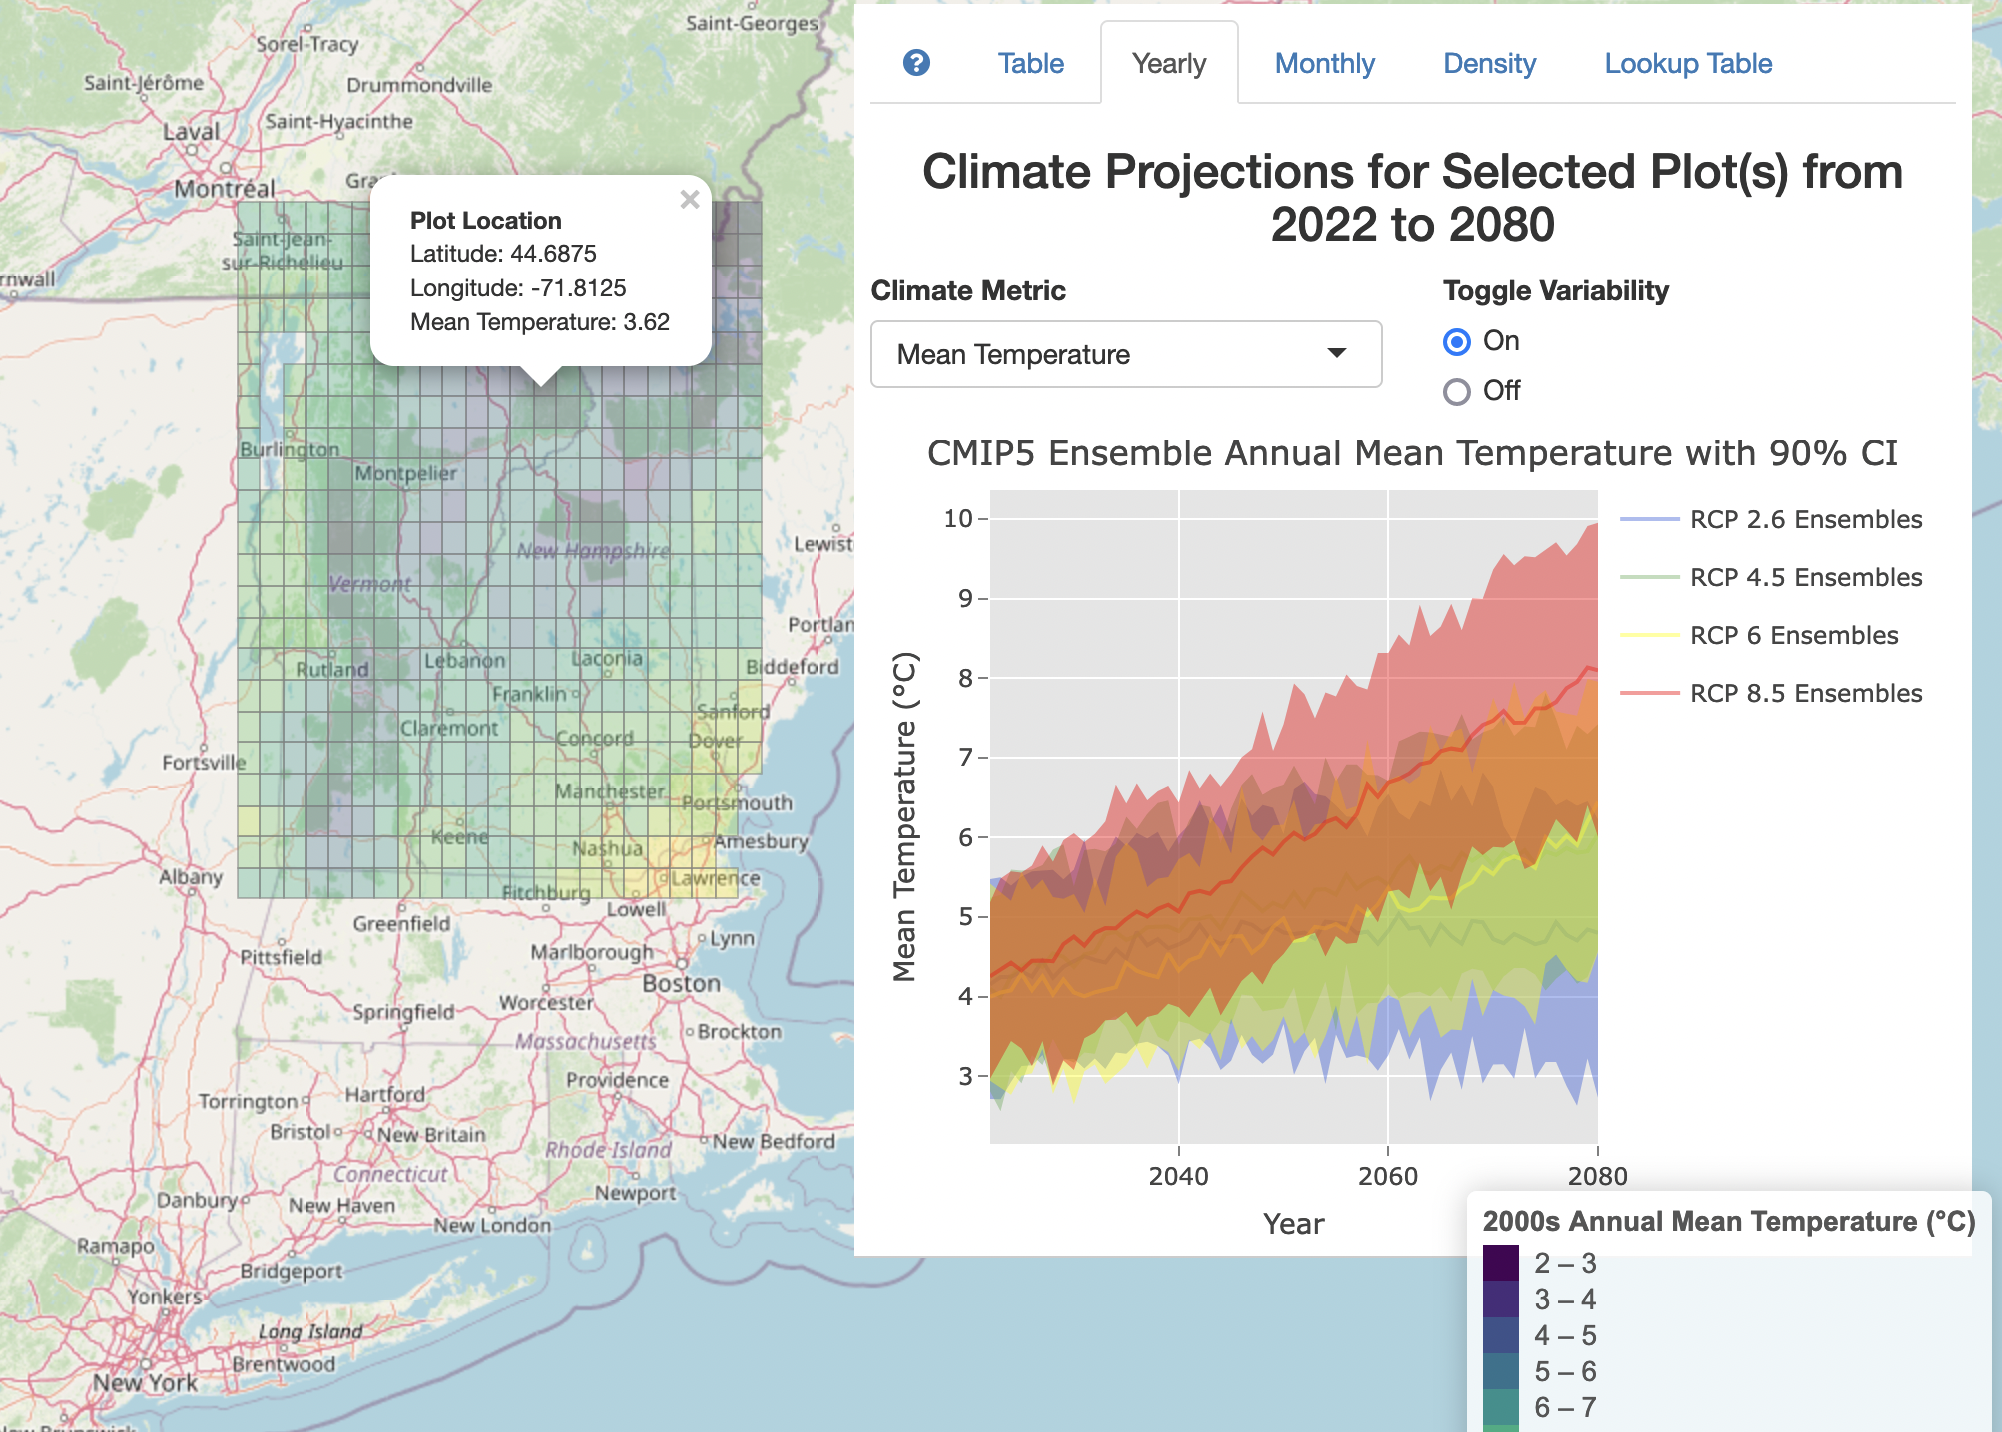 Saint-Georges
Sorel-Tracy
Saint-Jérôme
Drummondville
Saint-Hyacinthe
Laval
Montréal
Saint-Jean-
sur-Richelieu
Plot Location
Latitude: 44.6875
Longitude: -71.8125
Mean Temperature: 3.62
×
Burlington
Montpelier
New Hampshire
Vermont
Rutland
Lebanon
Laconia
Biddeford
Franklin
Claremont
Sanford
Concord
Dover
Fortsville
Manchester
Portsmouth
Keene
Nashua
Amesbury
Albany
Fitchburg
Lawrence
Lowell
Greenfield
Lynn
Pittsfield
Marlborough
Boston
Worcester
Springfield
Brockton
Massachusetts
Providence
Torrington
Hartford
Bristol
New Britain
Rhode Island
New Bedford
Connecticut
Danbury
New Haven
Newport
New London
Ramapo
Bridgeport
Yonkers
Long Island
Brentwood
New York
?
Table
Yearly
Monthly
Density
Lookup Table
Climate Projections for Selected Plot(s) from
2022 to 2080
Climate Metric
Toggle Variability
Mean Temperature
On
Off
CMIP5 Ensemble Annual Mean Temperature with 90% CI
Mean Temperature (°C)
10
9
8
7
6
5
4
3
2040
2060
2080
Year
RCP 2.6 Ensembles
RCP 4.5 Ensembles
RCP 6 Ensembles
RCP 8.5 Ensembles
2000s Annual Mean Temperature (°C)
2 – 3
3 – 4
4 – 5
5 – 6
6 – 7